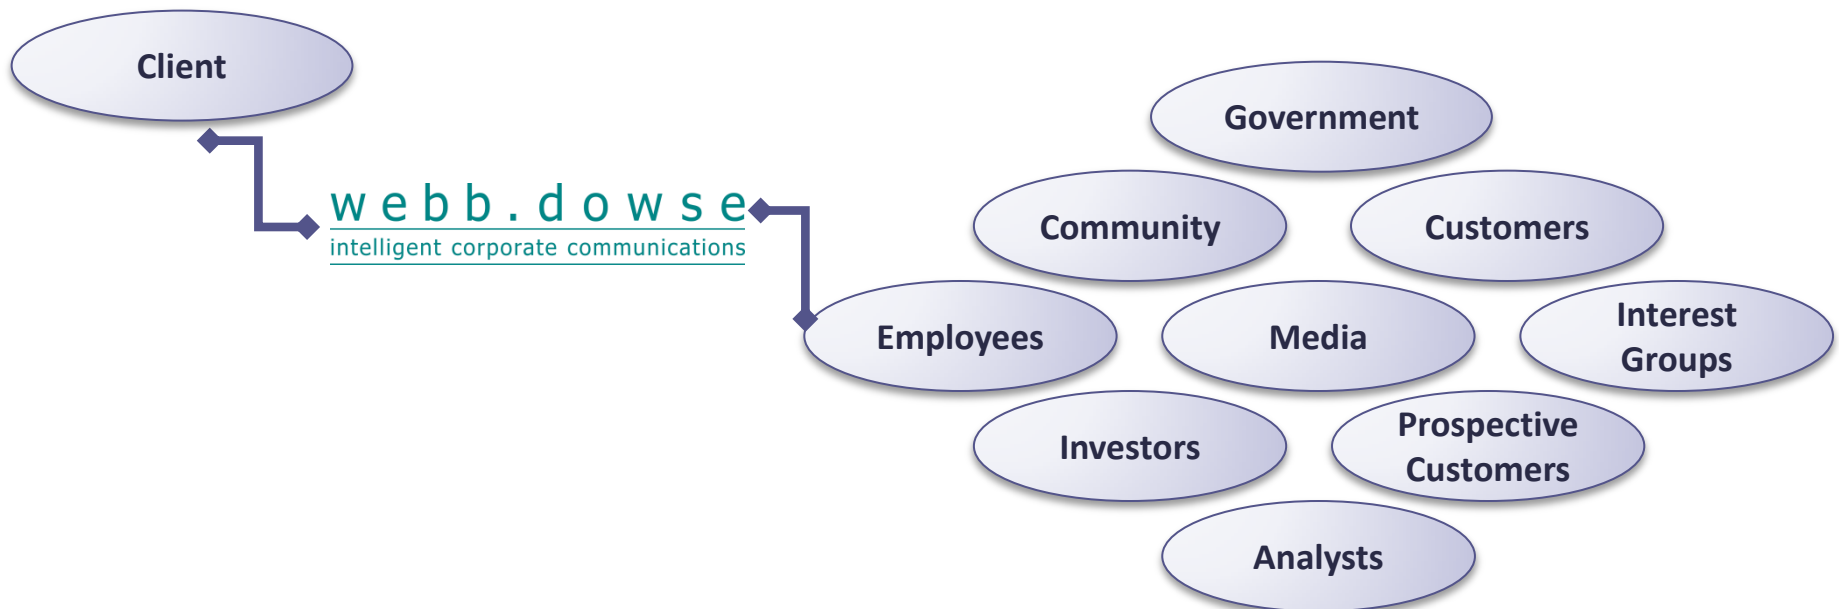 Client
webb.dowse
intelligent corporate communications
Government
Community
Customers
Employees
Media
Interest
Groups
Investors
Prospective
Customers
Analysts